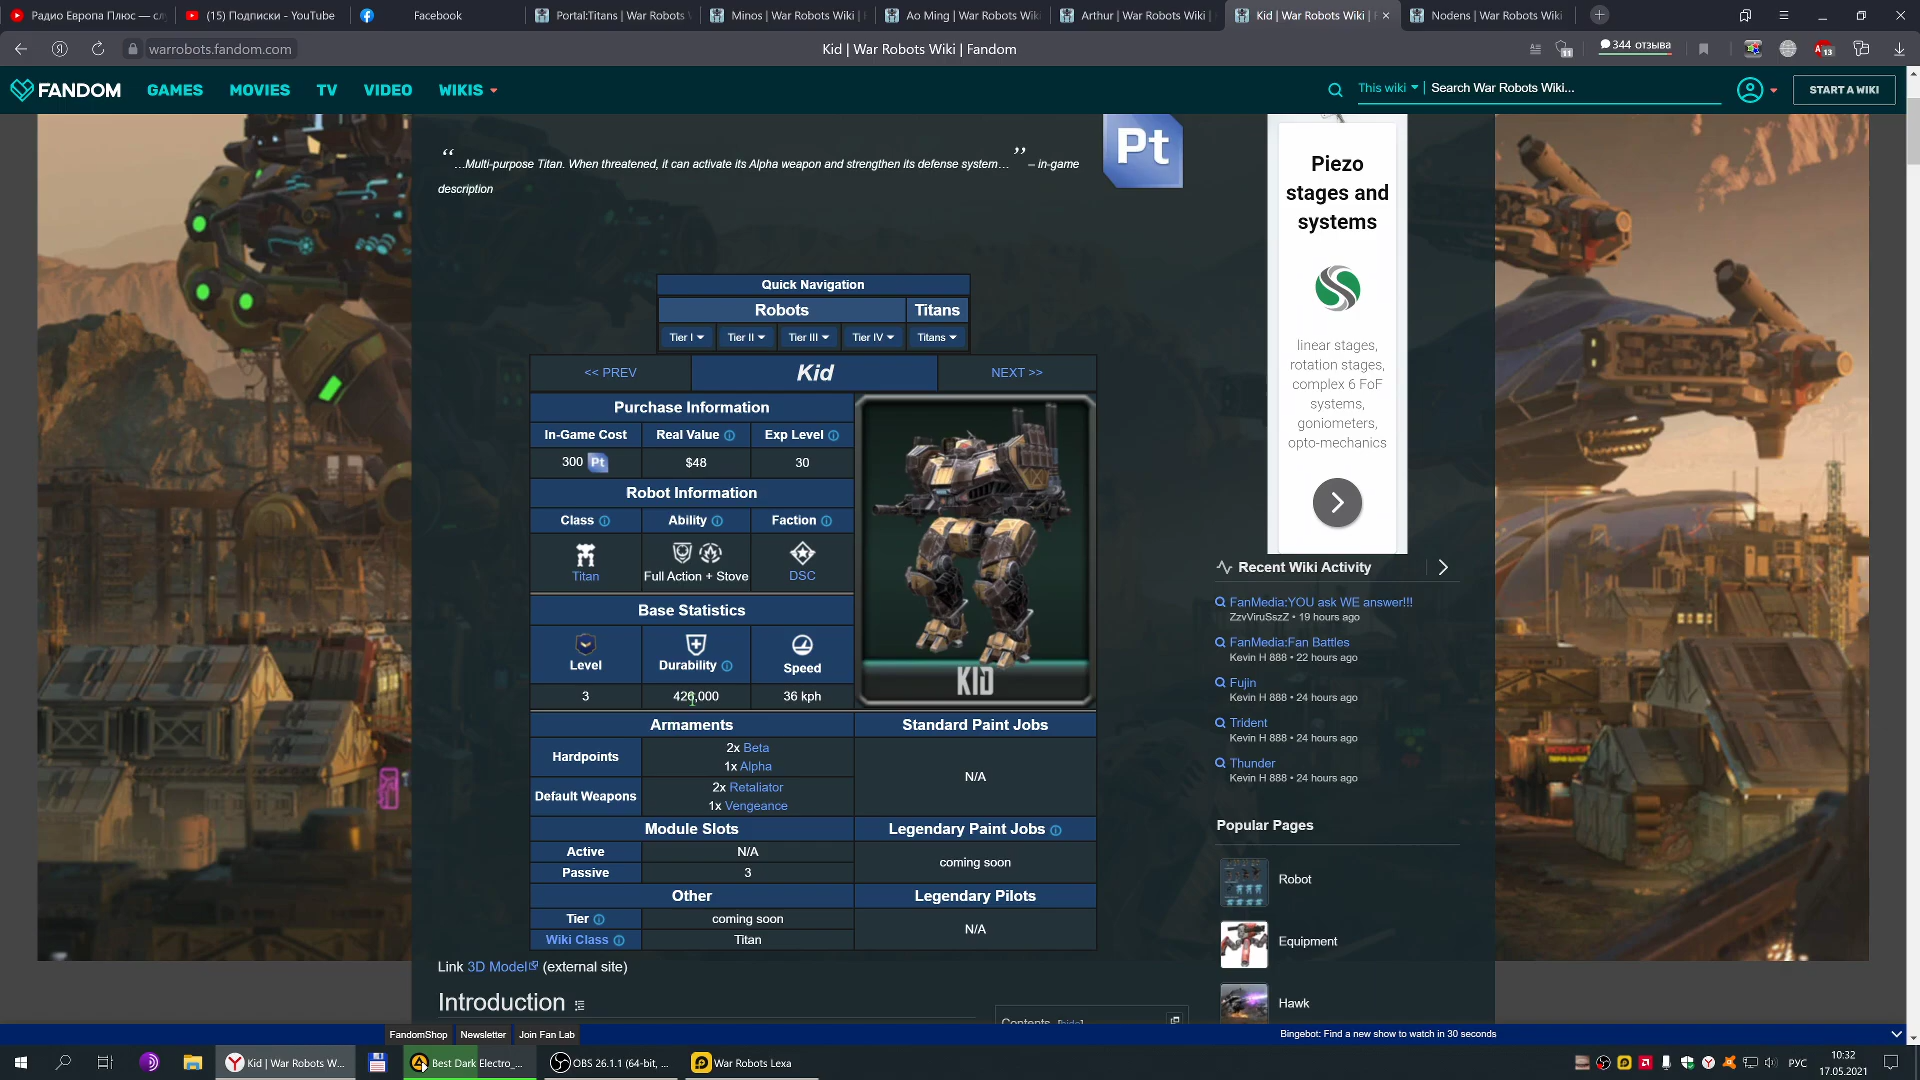 Радио Европа Плюс — сл
(15) Подписки - YouTube
Facebook
Portal:Titans | War Robots
Minos | War Robots Wiki |
Ao Ming | War Robots Wiki
Arthur | War Robots Wiki |
Kid | War Robots Wiki |
Nodens | War Robots Wiki
warrobots.fandom.com
Kid | War Robots Wiki | Fandom
11
344 отзыва
13
FANDOM
GAMES
MOVIES
TV
VIDEO
WIKIS
This wiki
Search War Robots Wiki...
START A WIKI
“ ...Multi-purpose Titan. When threatened, it can activate its Alpha weapon and strengthen its defense system... ” – in-game
description
Pt
Quick Navigation
Robots
Titans
Tier I
Tier II
Tier III
Tier IV
Titans
<< PREV
Kid
NEXT >>
Purchase Information
In-Game Cost
Real Value
Exp Level
300 Pt
$48
30
Robot Information
Class
Ability
Faction
Titan
Full Action + Stove
DSC
Base Statistics
Level
Durability
Speed
3
36 kph
KID
Armaments
Standard Paint Jobs
Hardpoints
2x Beta
1x Alpha
N/A
Default Weapons
2x Retaliator
1x Vengeance
Module Slots
Legendary Paint Jobs
Active
N/A
coming soon
Passive
3
Other
Legendary Pilots
Tier
coming soon
N/A
Wiki Class
Titan
Link 3D Model (external site)
Introduction
Contents [hide]
Piezo
stages and
systems
linear stages,
rotation stages,
complex 6 FoF
systems,
goniometers,
opto-mechanics
Recent Wiki Activity
FanMedia:YOU ask WE answer!!!
ZzvViruSszZ • 19 hours ago
FanMedia:Fan Battles
Kevin H 888 • 22 hours ago
Fujin
Kevin H 888 • 24 hours ago
Trident
Kevin H 888 • 24 hours ago
Thunder
Kevin H 888 • 24 hours ago
Popular Pages
Robot
Equipment
Hawk
FandomShop
Newsletter
Join Fan Lab
Bingebot: Find a new show to watch in 30 seconds
Kid | War Robots W...
Best Dark Electro_...
OBS 26.1.1 (64-bit, ...
War Robots Lexa
РУС
10:32
17.05.2021